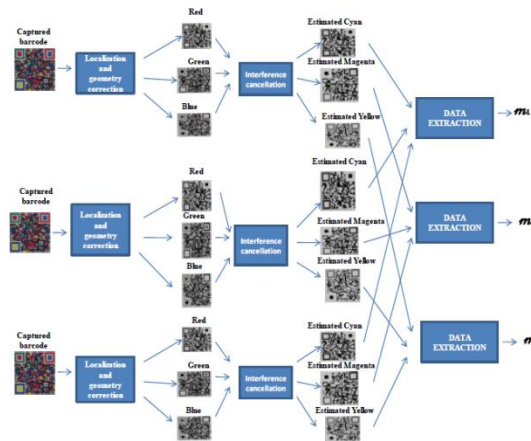 Captured
barcode
Localization
and
geometry
correction
Red
Green
Blue
Interference
cancellation
Estimated Cyan
Estimated Magenta
Estimated Yellow
DATA
EXTRACTION
Captured
barcode
Localization
and
geometry
correction
Red
Green
Blue
Interference
cancellation
Estimated Cyan
Estimated Magenta
Estimated Yellow
DATA
EXTRACTION
m
Captured
barcode
Localization
and
geometry
correction
Red
Green
Blue
Interference
cancellation
Estimated Cyan
Estimated Magenta
Estimated Yellow
DATA
EXTRACTION